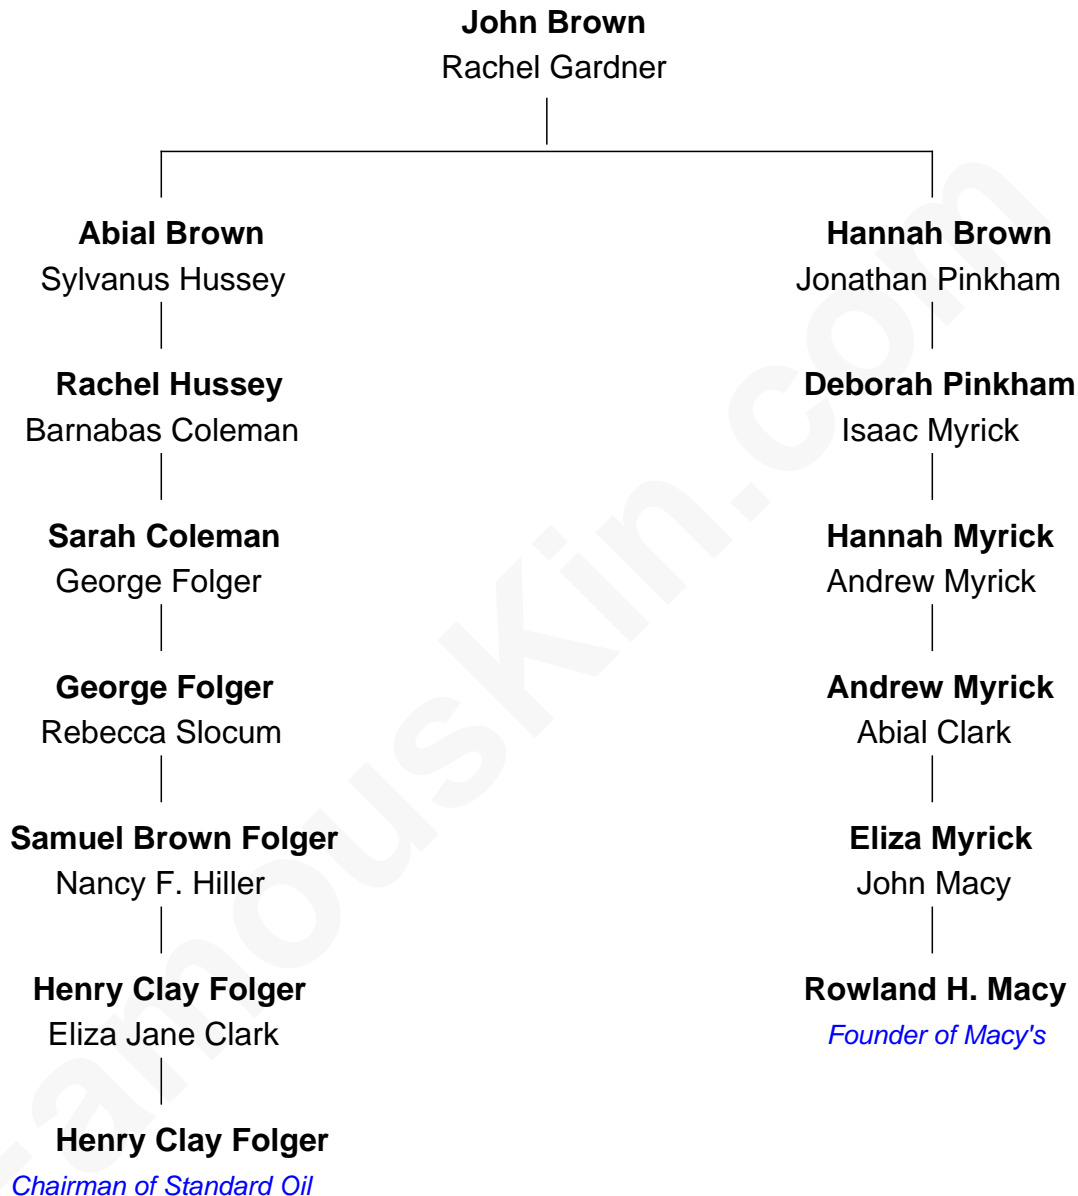 John Brown
Rachel Gardner
Abial Brown
Sylvanus Hussey
Hannah Brown
Jonathan Pinkham
Rachel Hussey
Barnabas Coleman
Deborah Pinkham
Isaac Myrick
Sarah Coleman
George Folger
Hannah Myrick
Andrew Myrick
George Folger
Rebecca Slocum
Andrew Myrick
Abial Clark
Samuel Brown Folger
Nancy F. Hiller
Eliza Myrick
John Macy
Henry Clay Folger
Eliza Jane Clark
Rowland H. Macy
Founder of Macy's
Henry Clay Folger
Chairman of Standard Oil
FamousKin.com